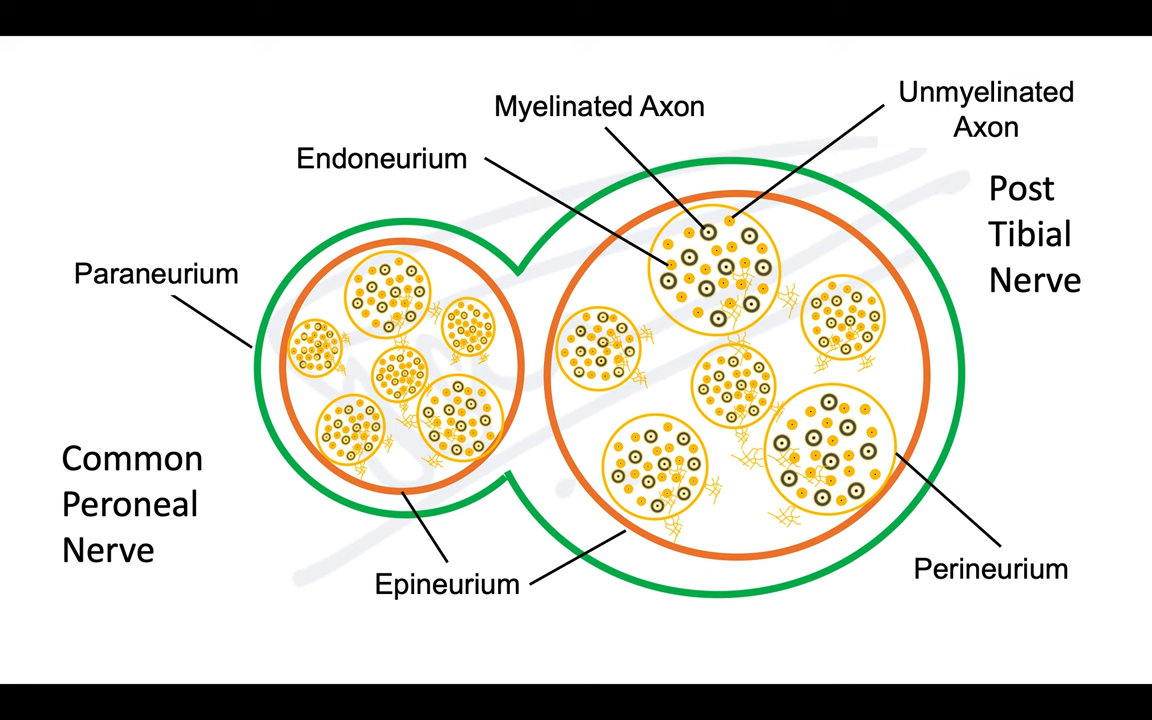 Myelinated Axon
Unmyelinated
Axon
Endoneurium
Post
Tibial
Nerve
Paraneurium
Common
Peroneal
Nerve
Epineurium
Perineurium